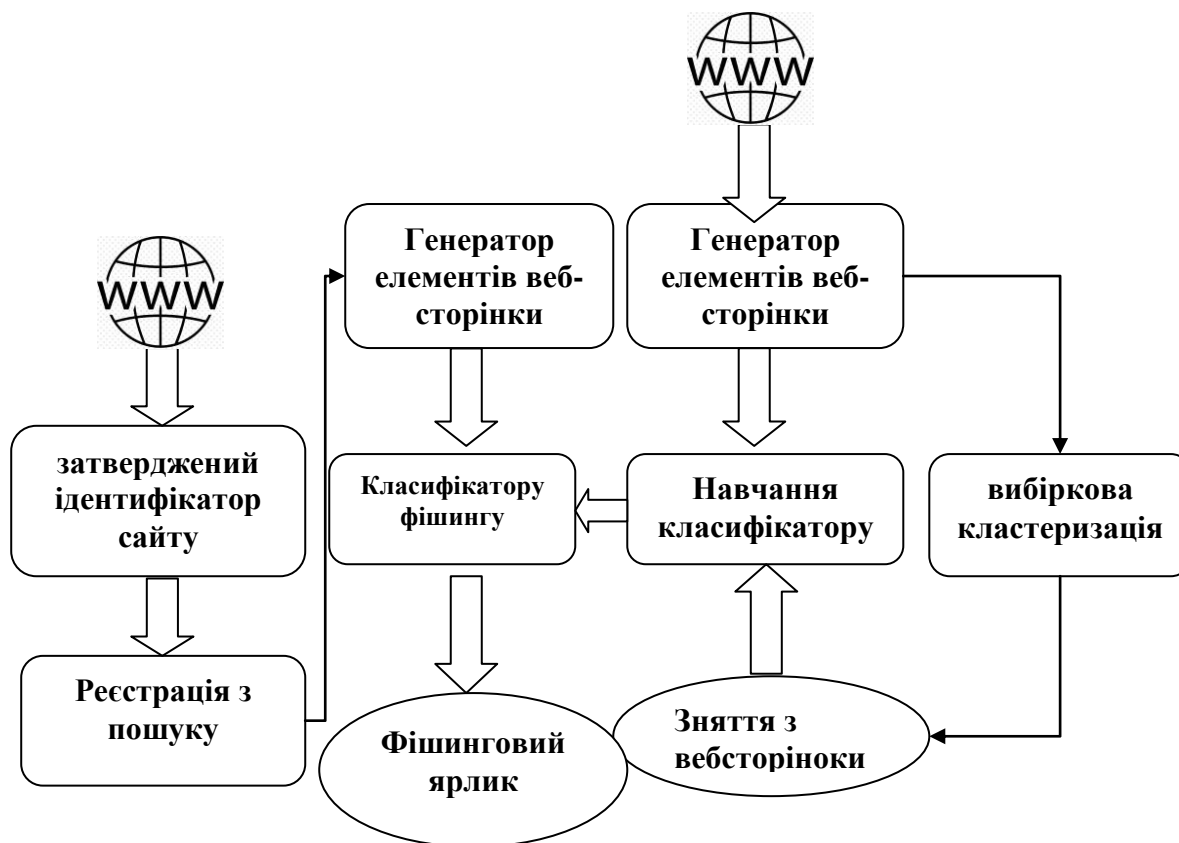 WWW
Генератор
елементів веб-
сторінки
Генератор
елементів веб-
сторінки
WWW
затверджений
ідентифікатор
сайту
Класифікатору
фішингу
Навчання
класифікатору
вибіркова
кластеризація
Реєстрація з
пошуку
Фішинговий
ярлик
Зняття з
вебсторіноки